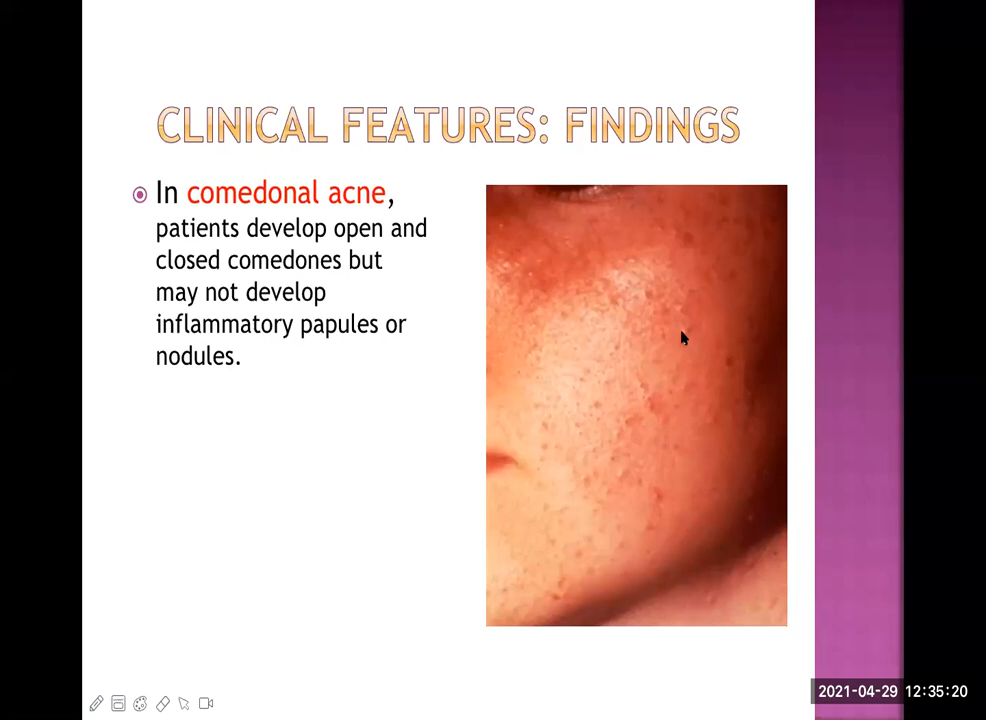 CLINICAL FEATURES: FINDINGS
In comedonal acne,
patients develop open and
closed comedones but
may not develop
inflammatory papules or
nodules.
2021-04-29 12:35:20